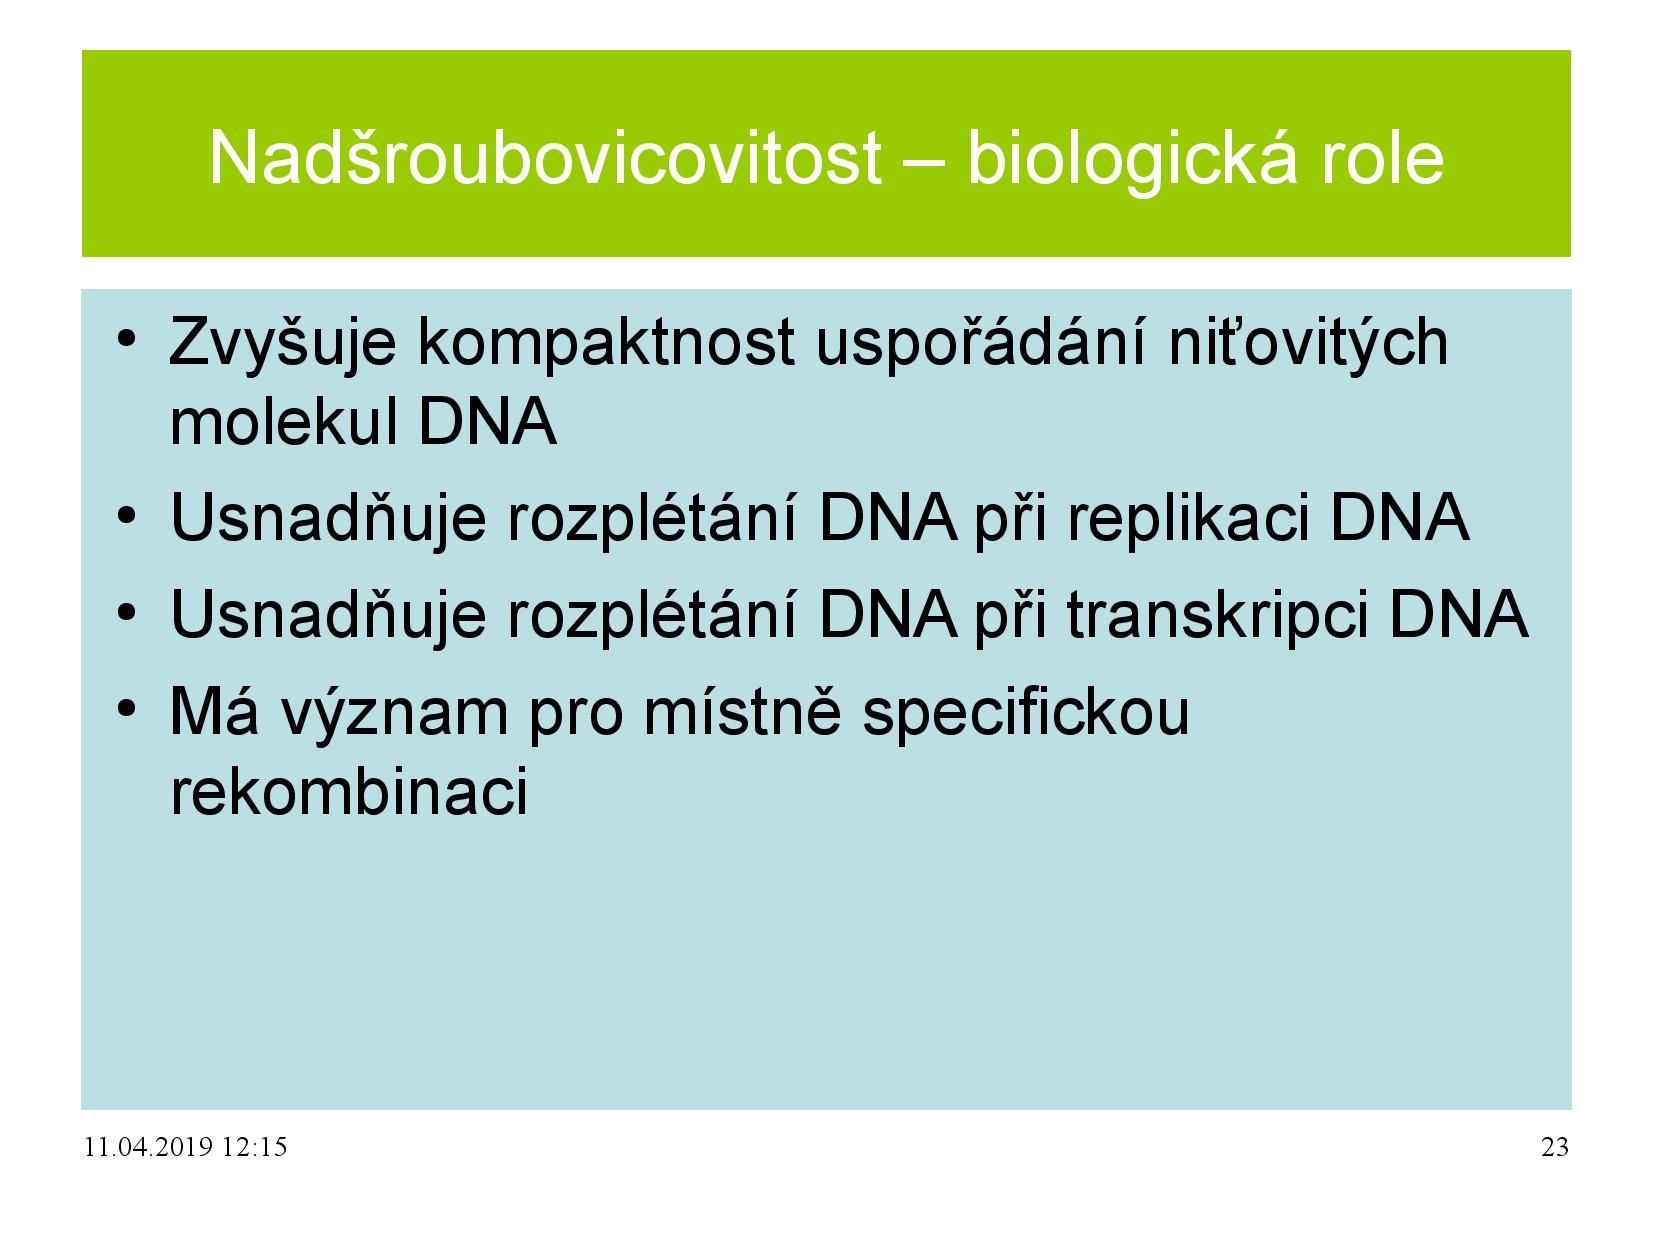 Nadšroubovicovitost – biologická role
• Zvyšuje kompaktnost uspořádání niťovitých
molekul DNA
• Usnadňuje rozplétání DNA při replikaci DNA
• Usnadňuje rozplétání DNA při transkripci DNA
• Má význam pro místně specifickou
rekombinaci
11.04.2019 12:15
23